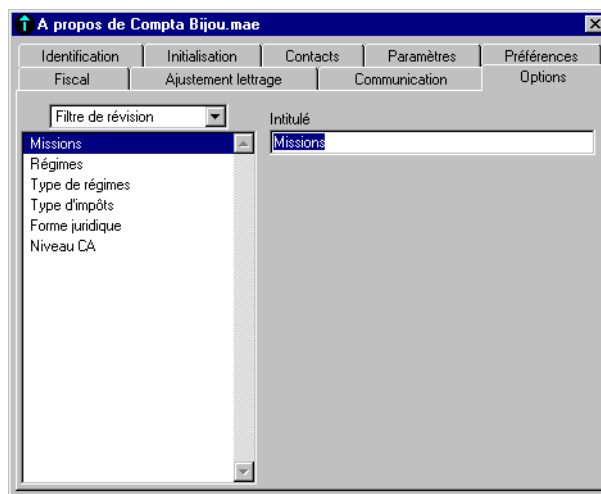 A propos de Compta Bijou.mae
Identification Initialisation Contacts Paramètres Préférences
Fiscal Ajustement lettrage Communication Options
Filtre de révision
Intitulé
Missions
Missions
Régimes
Type de régimes
Type d'impôts
Forme juridique
Niveau CA